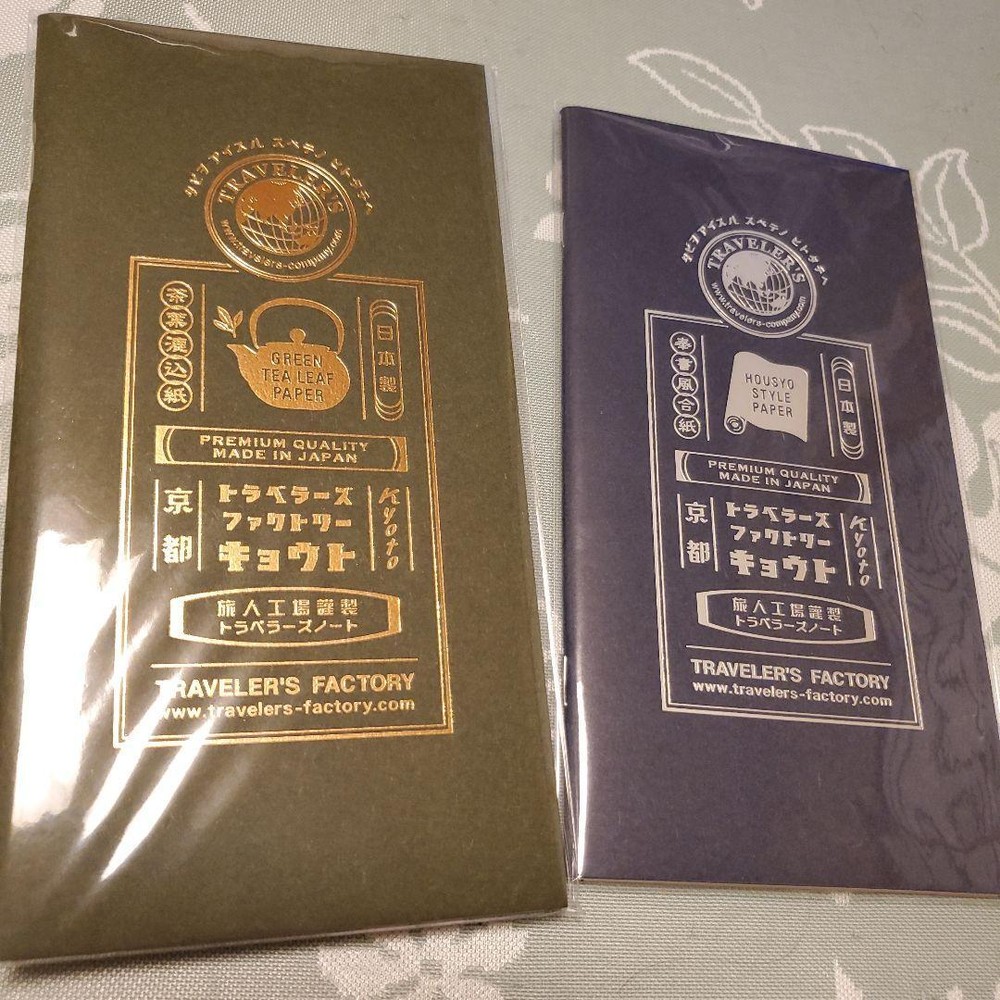 タビヲアイスル スベテノ ヒトタチヘ
TRAVELER'S
www.travelers-company.com
茶葉漉込紙
GREEN
TEA LEAF
PAPER
日本製
PREMIUM QUALITY
MADE IN JAPAN
京都
トラベラーズ
ファクトリー
キョウト
Kyoto
旅人工場謹製
トラベラーズノート
TRAVELER'S FACTORY
www.travelers-factory.com
タビヲアイスル スベテノ ヒトタチヘ
TRAVELER'S
www.travelers-company.com
奉書風合紙
HOUSYO
STYLE
PAPER
日本製
PREMIUM QUALITY
MADE IN JAPAN
京都
トラベラーズ
ファクトリー
キョウト
Kyoto
旅人工場謹製
トラベラーズノート
TRAVELER'S FACTORY
www.travelers-factory.com